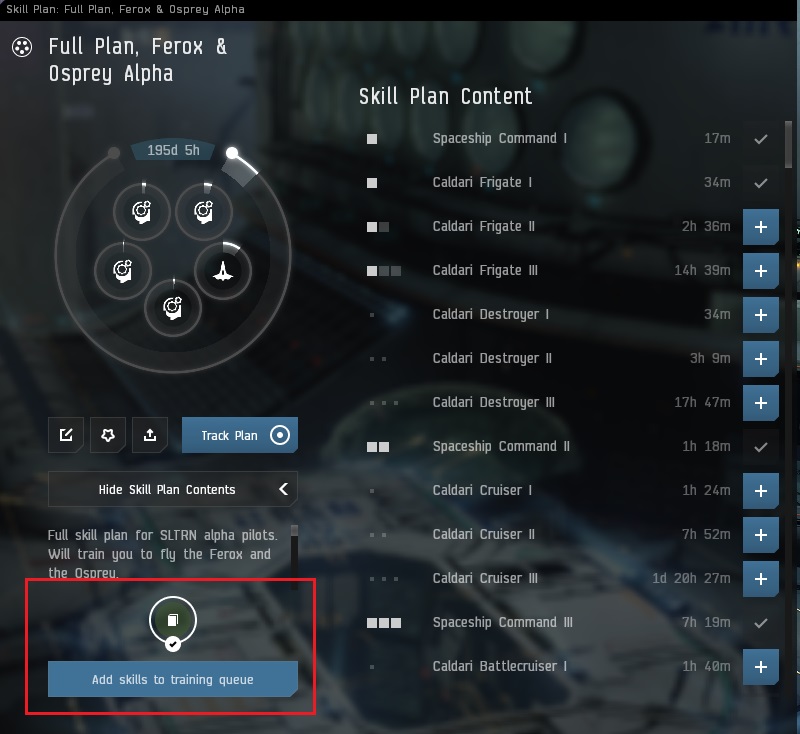 Skill Plan: Full Plan, Ferox & Osprey Alpha
Full Plan, Ferox &
Osprey Alpha
195d 5h
Track Plan
Hide Skill Plan Contents
Full skill plan for SLTRN alpha pilots.
Will train you to fly the Ferox and
the Osprey.
Add skills to training queue
Skill Plan Content
Spaceship Command I 17m
Caldari Frigate I 34m
Caldari Frigate II 2h 36m
Caldari Frigate III 14h 39m
Caldari Destroyer I 34m
Caldari Destroyer II 3h 9m
Caldari Destroyer III 17h 47m
Spaceship Command II 1h 18m
Caldari Cruiser I 1h 24m
Caldari Cruiser II 7h 52m
Caldari Cruiser III 1d 20h 27m
Spaceship Command III 7h 19m
Caldari Battlecruiser I 1h 40m